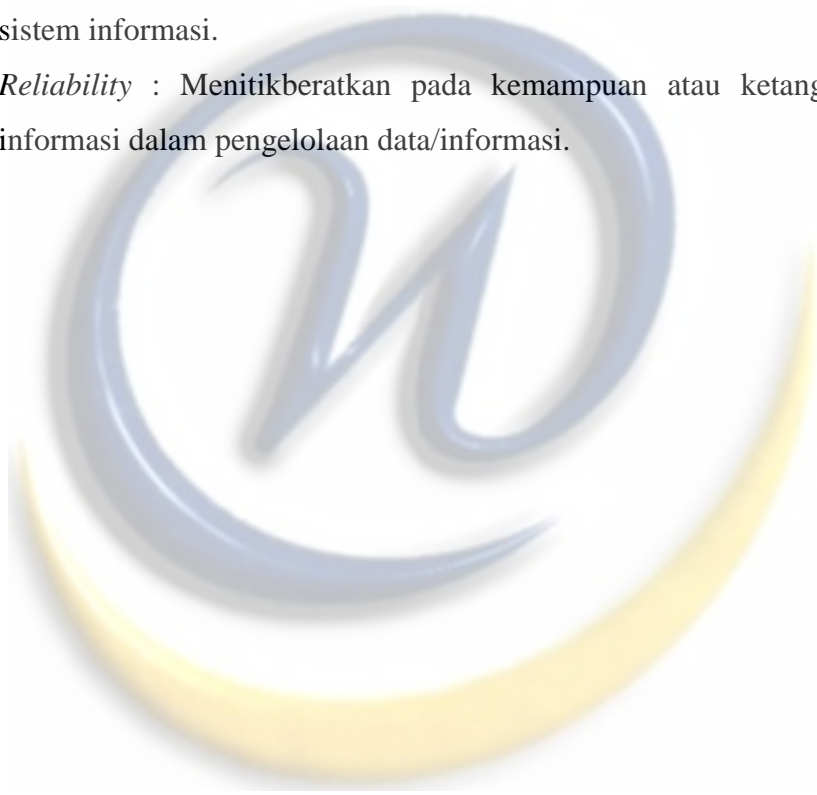 sistem informasi.
Reliability : Menitikberatkan pada kemampuan atau ketang
informasi dalam pengelolaan data/informasi.